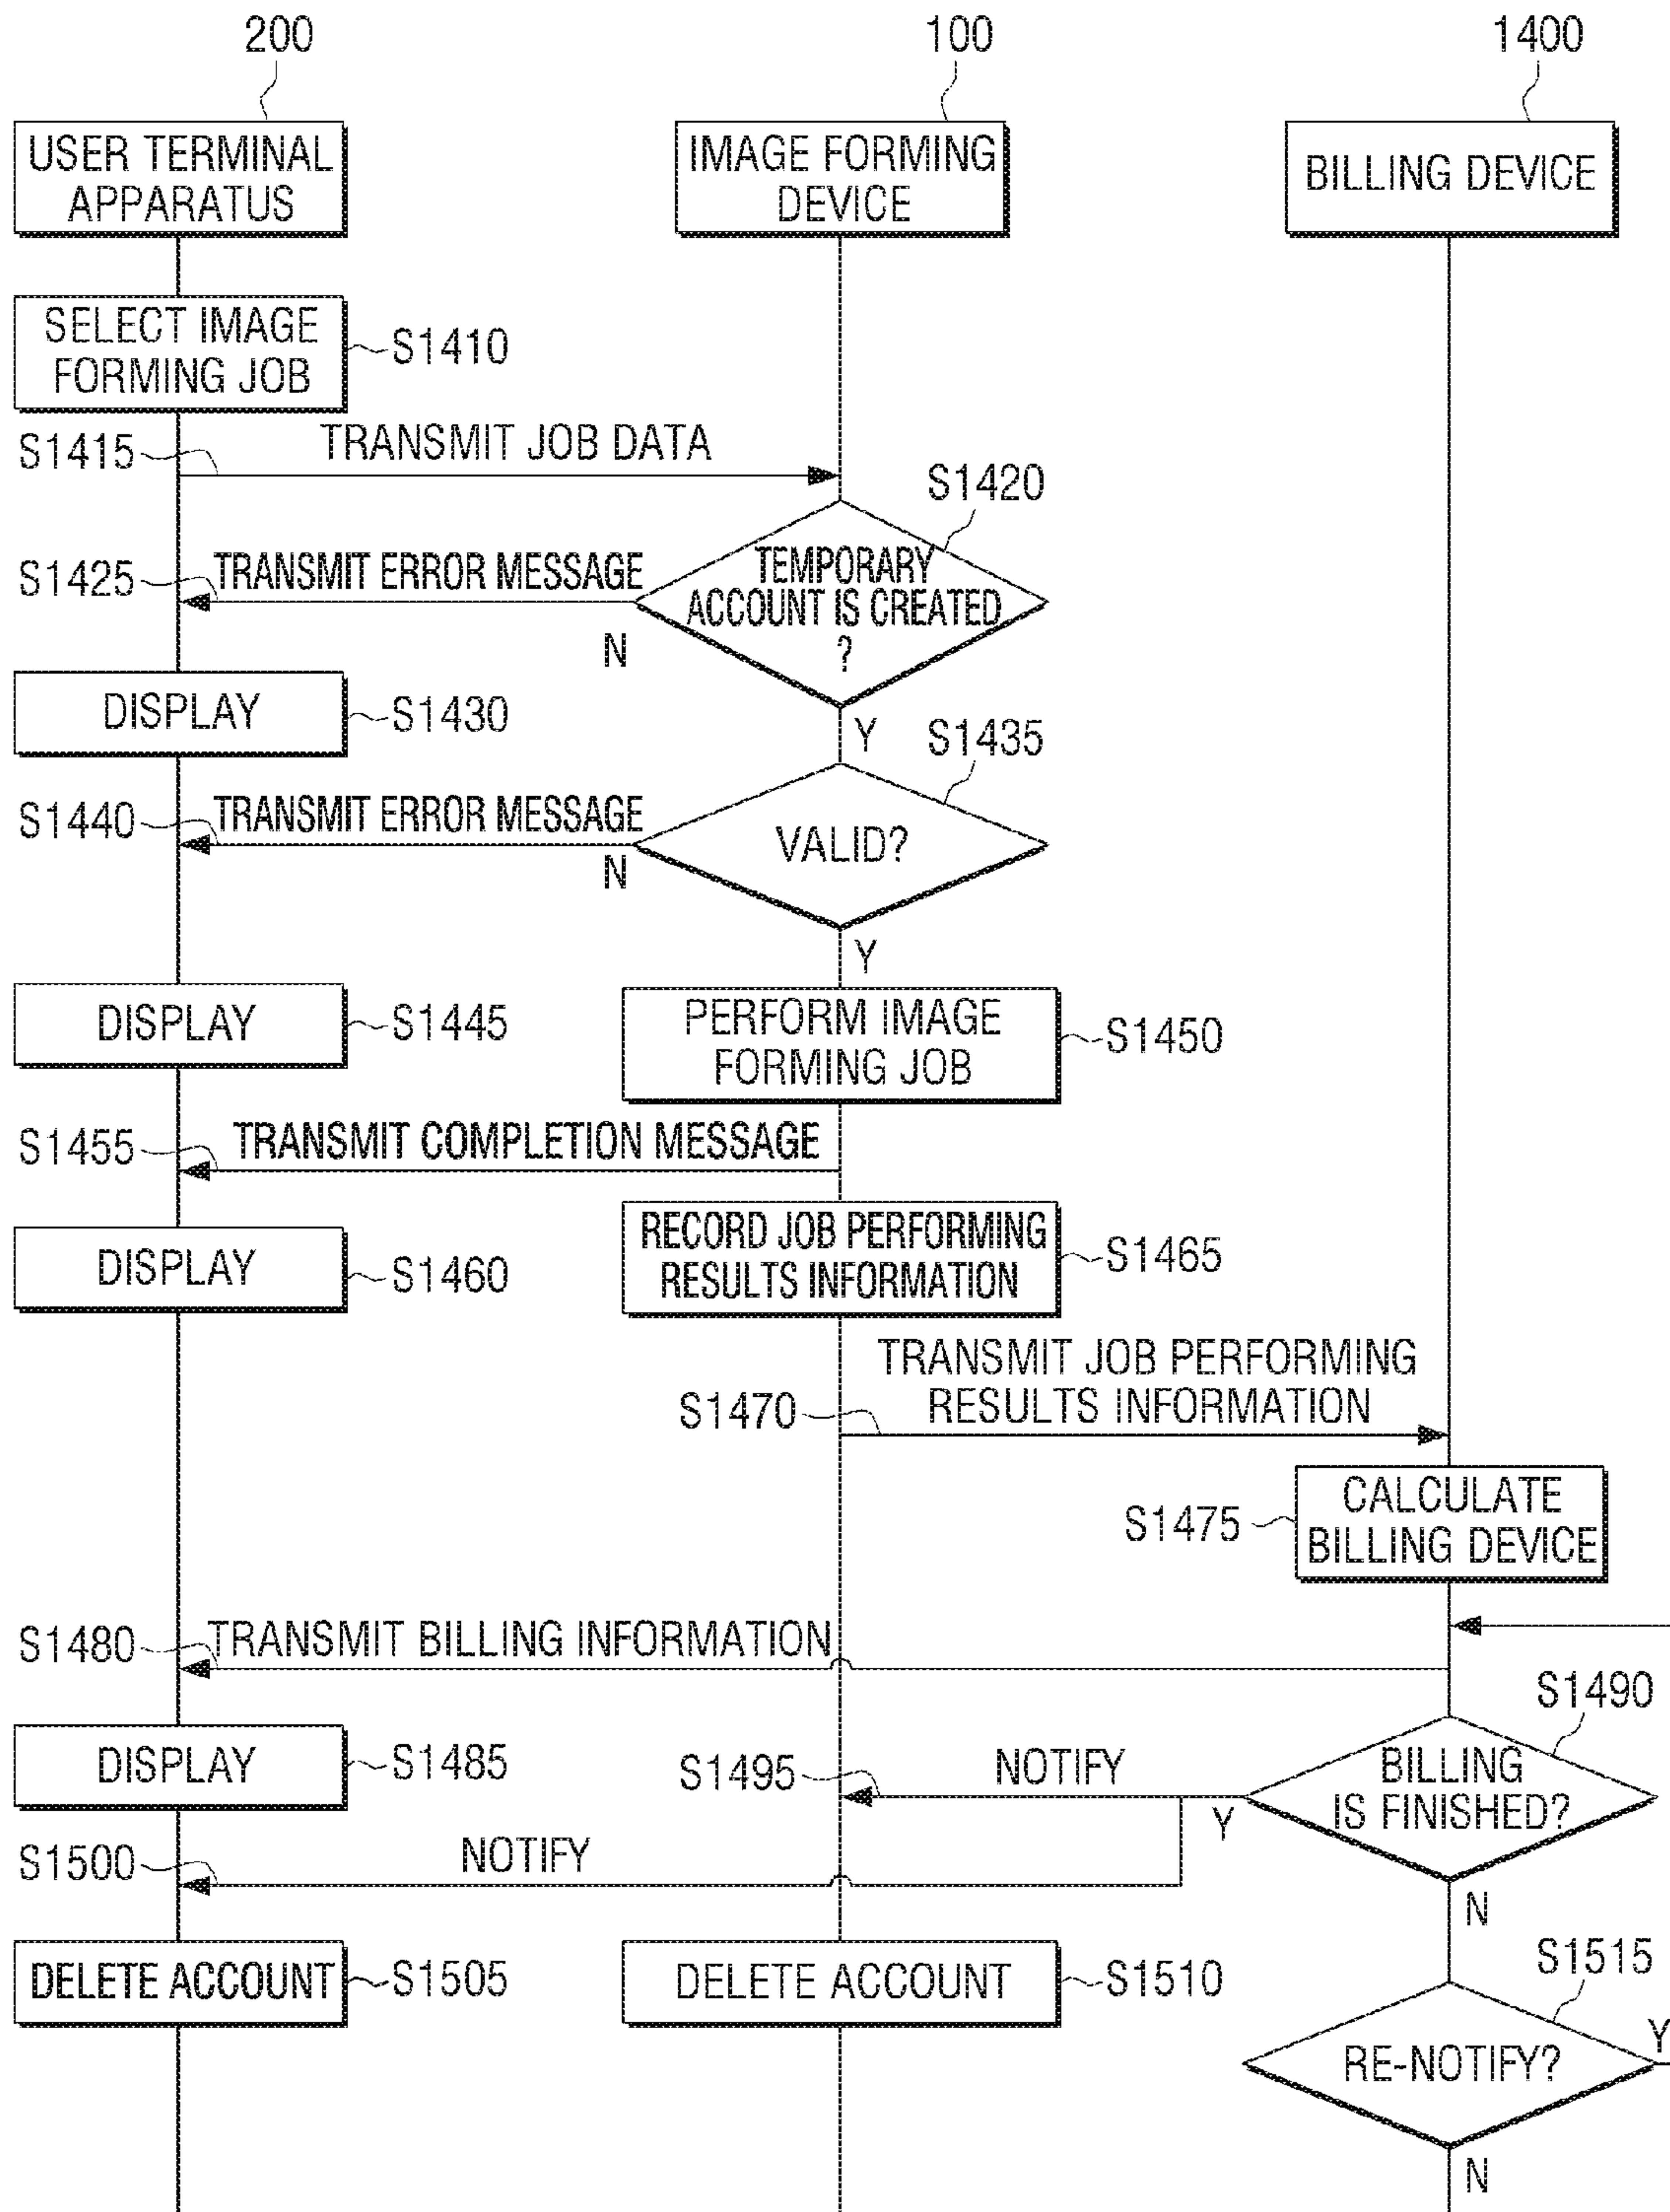 200
100
1400
USER TERMINAL
APPARATUS
IMAGE FORMING
DEVICE
BILLING DEVICE
SELECT IMAGE
FORMING JOB
S1410
S1415
TRANSMIT JOB DATA
S1420
S1425
TRANSMIT ERROR MESSAGE
TEMPORARY
ACCOUNT IS CREATED
?
N
DISPLAY
S1430
Y
S1435
S1440
TRANSMIT ERROR MESSAGE
VALID?
N
Y
DISPLAY
S1445
PERFORM IMAGE
FORMING JOB
S1450
S1455
TRANSMIT COMPLETION MESSAGE
DISPLAY
S1460
RECORD JOB PERFORMING
RESULTS INFORMATION
S1465
TRANSMIT JOB PERFORMING
RESULTS INFORMATION
S1470
CALCULATE
BILLING DEVICE
S1475
S1480
TRANSMIT BILLING INFORMATION
S1490
DISPLAY
S1485
S1495
NOTIFY
BILLING
IS FINISHED?
Y
S1500
NOTIFY
N
DELETE ACCOUNT
S1505
DELETE ACCOUNT
S1510
S1515
RE-NOTIFY?
Y
N